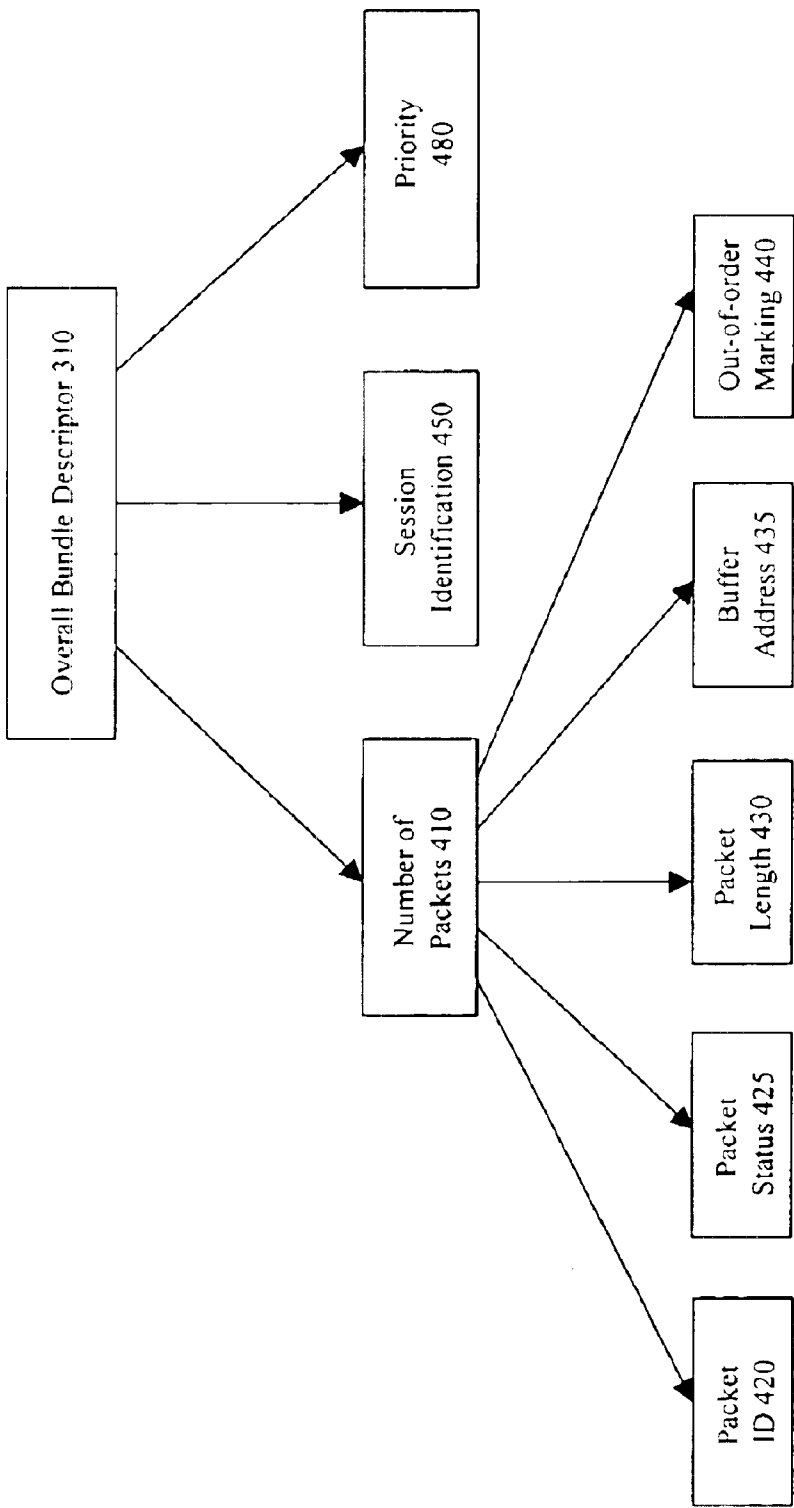 Overall Bundle Descriptor 310
Number of
Packets 410
Session
Identification 450
Priority
480
Packet
ID 420
Packet
Status 425
Packet
Length 430
Buffer
Address 435
Out-of-order
Marking 440